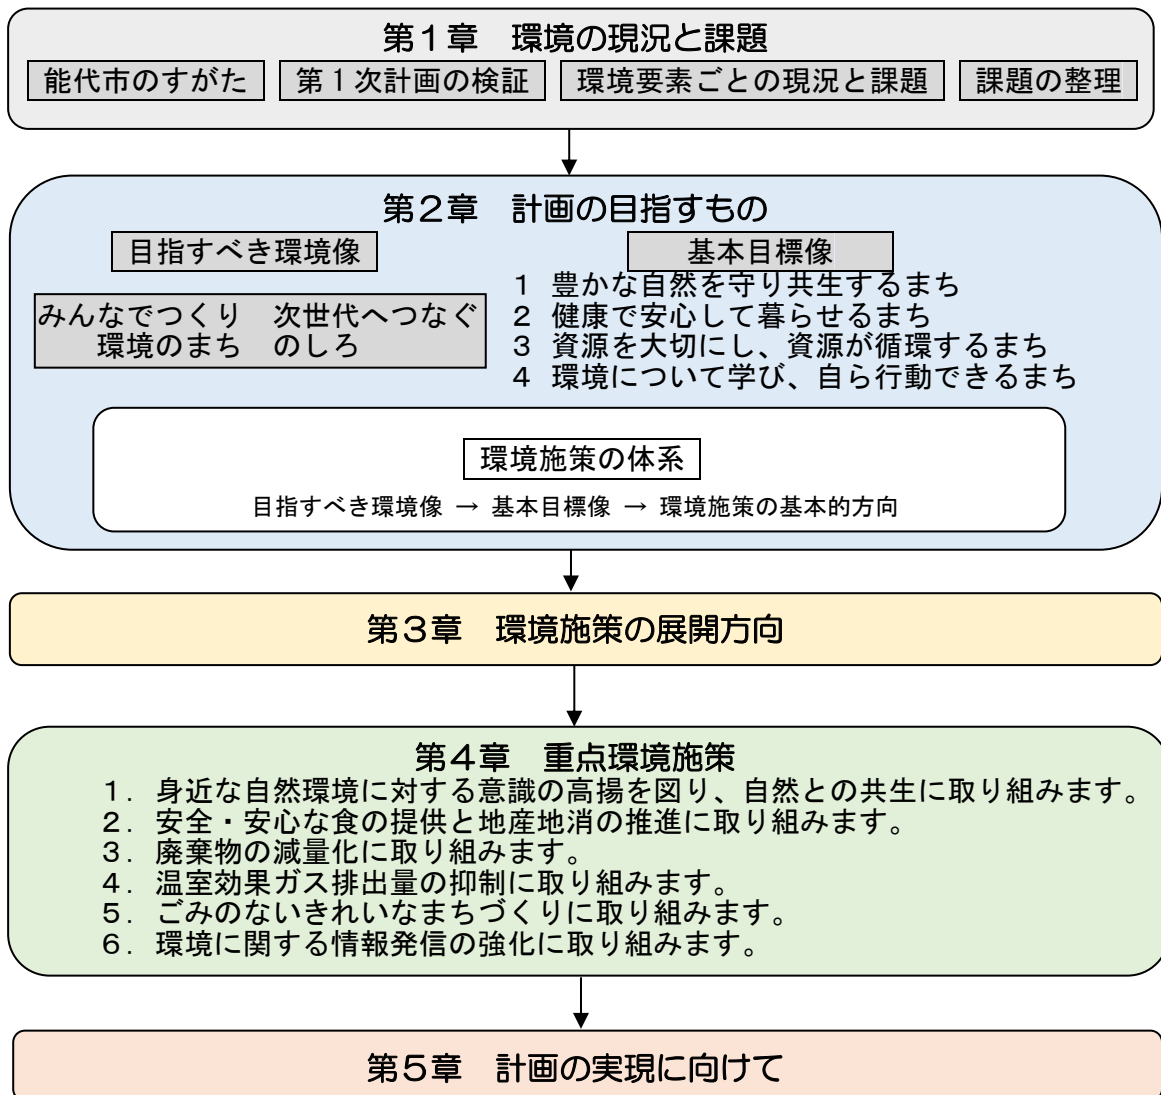 第１章　環境の現況と課題
能代市のすがた　第１次計画の検証　環境要素ごとの現況と課題　課題の整理
第２章　計画の目指すもの
目指すべき環境像
みんなでつくり　次世代へつなぐ
環境のまち　のしろ
基本目標像
１　豊かな自然を守り共生するまち
２　健康で安心して暮らせるまち
３　資源を大切にし、資源が循環するまち
４　環境について学び、自ら行動できるまち
環境施策の体系
目指すべき環境像 → 基本目標像 → 環境施策の基本的方向
第３章　環境施策の展開方向
第４章　重点環境施策
１．身近な自然環境に対する意識の高揚を図り、自然との共生に取り組みます。
２．安全・安心な食の提供と地産地消の推進に取り組みます。
３．廃棄物の減量化に取り組みます。
４．温室効果ガス排出量の抑制に取り組みます。
５．ごみのないきれいなまちづくりに取り組みます。
６．環境に関する情報発信の強化に取り組みます。
第５章　計画の実現に向けて